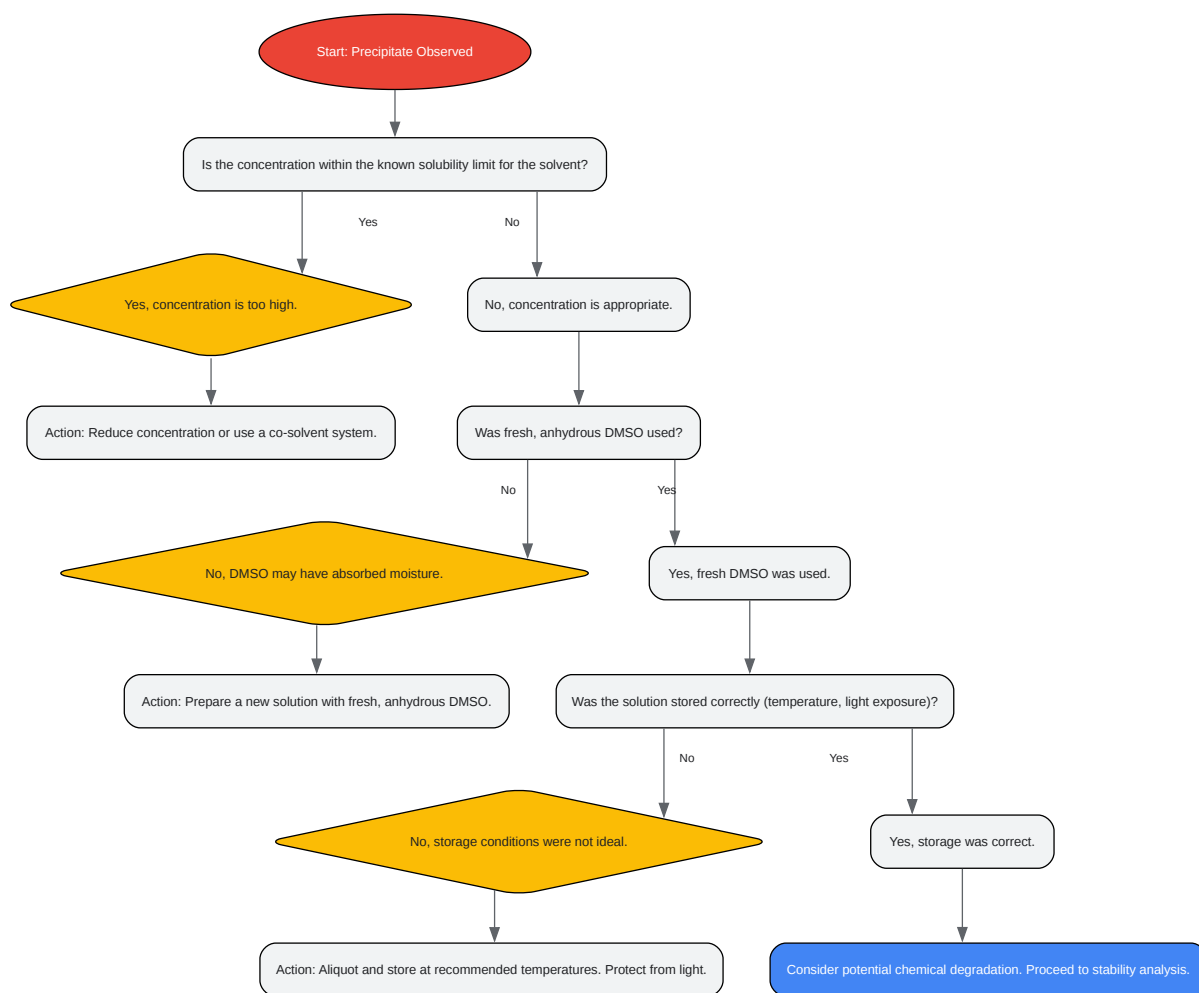 Start: Precipitate Observed
Is the concentration within the known solubility limit for the solvent?
Yes
No
Yes, concentration is too high.
No, concentration is appropriate.
Action: Reduce concentration or use a co-solvent system.
Was fresh, anhydrous DMSO used?
No
Yes
No, DMSO may have absorbed moisture.
Yes, fresh DMSO was used.
Action: Prepare a new solution with fresh, anhydrous DMSO.
Was the solution stored correctly (temperature, light exposure)?
No
Yes
No, storage conditions were not ideal.
Yes, storage was correct.
Action: Aliquot and store at recommended temperatures. Protect from light.
Consider potential chemical degradation. Proceed to stability analysis.